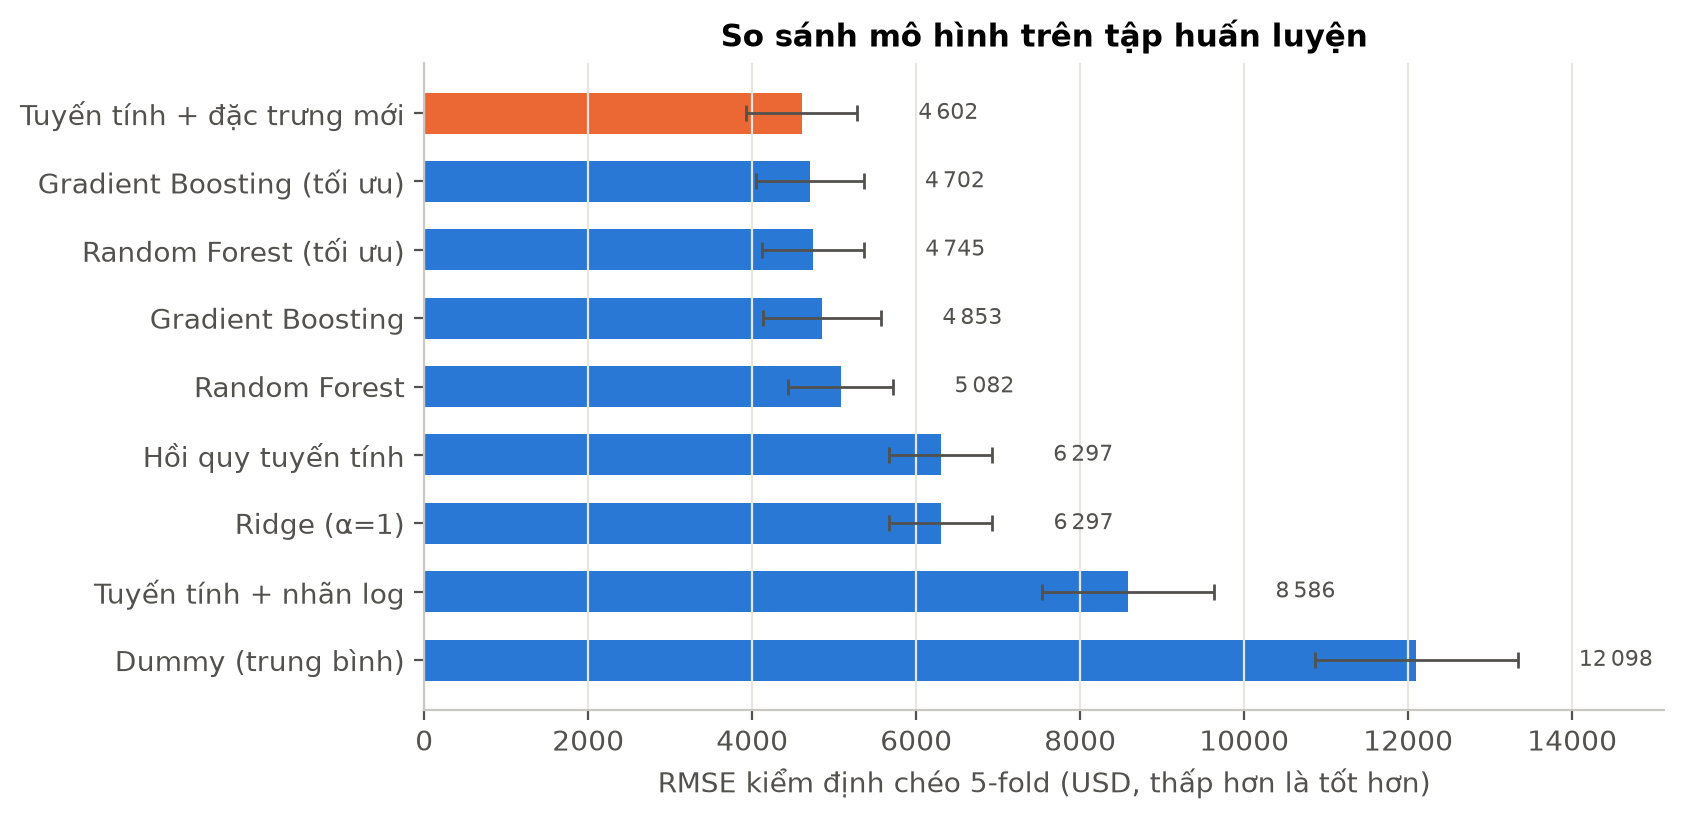 So sánh mô hình trên tập huấn luyện
Tuyến tính + đặc trưng mới 4 602
Gradient Boosting (tối ưu) 4 702
Random Forest (tối ưu) 4 745
Gradient Boosting 4 853
Random Forest 5 082
Hồi quy tuyến tính 6 297
Ridge (α=1) 6 297
Tuyến tính + nhãn log 8 586
Dummy (trung bình) 12 098
0 2000 4000 6000 8000 10000 12000 14000
RMSE kiểm định chéo 5-fold (USD, thấp hơn là tốt hơn)